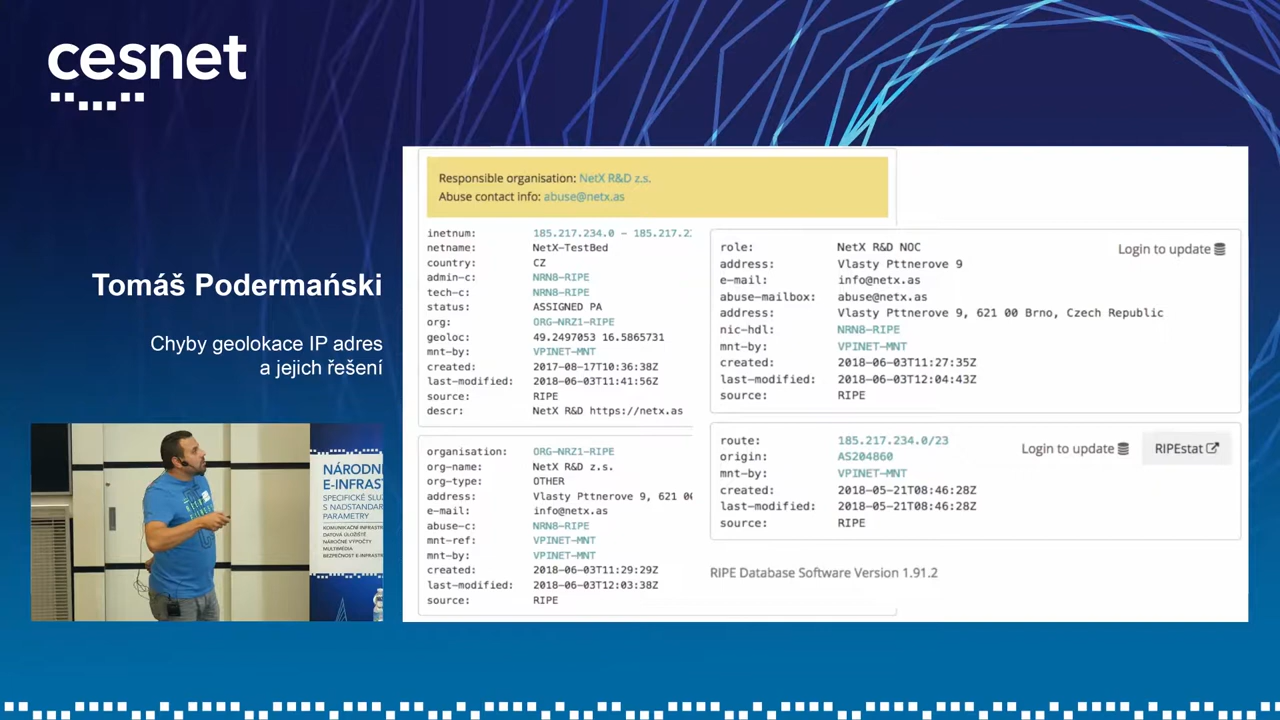 cesnet
Tomáš Podermański
Chyby geolokace IP adres
a jejich řešení
NÁRODNÍ
E-INFRAS
SPECIFICKÉ SLU
S NADSTANDAR
PARAMETRY
KOMUNIKAČNÍ INFRASTR
DATOVÁ ÚLOŽIŠTĚ
NÁROČNÉ VÝPOČTY
MULTIMÉDIA
BEZPEČNOST E-INFRASTR
Responsible organisation: NetX R&D z.s.
Abuse contact info: abuse@netx.as
inetnum: 185.217.234.0 - 185.217.2
netname: NetX-TestBed
country: CZ
admin-c: NRN8-RIPE
tech-c: NRN8-RIPE
status: ASSIGNED PA
org: ORG-NRZ1-RIPE
geoloc: 49.2497053 16.5865731
mnt-by: VPINET-MNT
created: 2017-08-17T10:36:38Z
last-modified: 2018-06-03T11:41:56Z
source: RIPE
descr: NetX R&D https://netx.as
organisation: ORG-NRZ1-RIPE
org-name: NetX R&D z.s.
org-type: OTHER
address: Vlasty Pttnerove 9, 621 00
e-mail: info@netx.as
abuse-c: NRN8-RIPE
mnt-ref: VPINET-MNT
mnt-by: VPINET-MNT
created: 2018-06-03T11:29:29Z
last-modified: 2018-06-03T12:03:38Z
source: RIPE
role: NetX R&D NOC Login to update
address: Vlasty Pttnerove 9
e-mail: info@netx.as
abuse-mailbox: abuse@netx.as
address: Vlasty Pttnerove 9, 621 00 Brno, Czech Republic
nic-hdl: NRN8-RIPE
mnt-by: VPINET-MNT
created: 2018-06-03T11:27:35Z
last-modified: 2018-06-03T12:04:43Z
source: RIPE
route: 185.217.234.0/23 Login to update RIPEstat
origin: AS204860
mnt-by: VPINET-MNT
created: 2018-05-21T08:46:28Z
last-modified: 2018-05-21T08:46:28Z
source: RIPE
RIPE Database Software Version 1.91.2